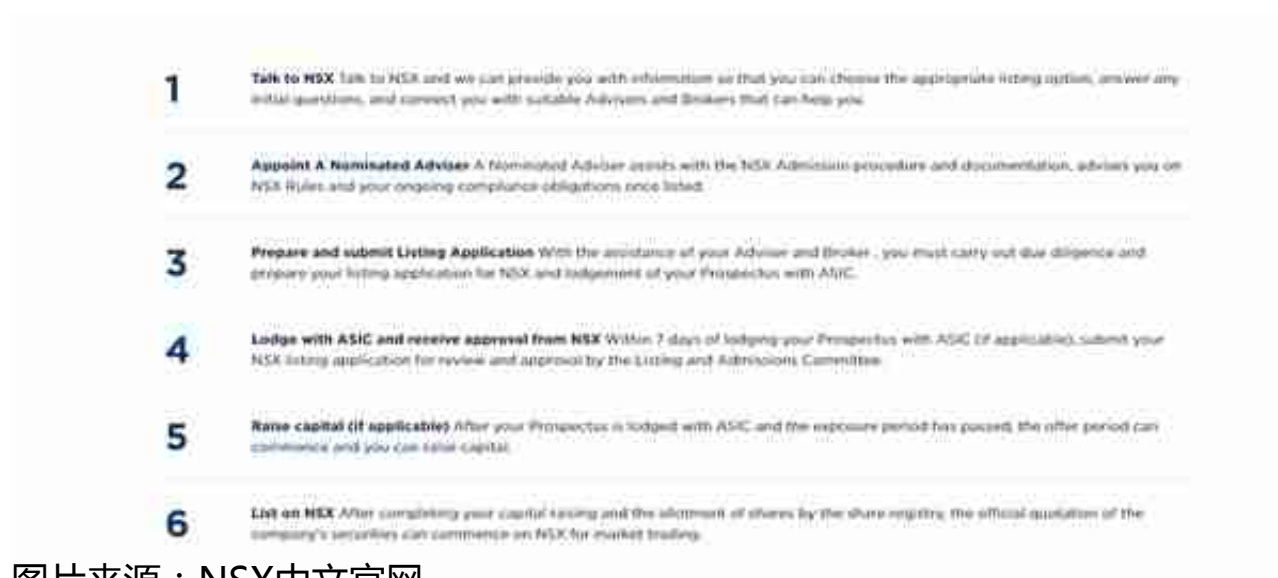 1
Talk to NSX Talk to NSX and we can provide you with information so that you can choose the appropriate listing option, answer any
initial questions, and connect you with suitable Advisers and Brokers that can help you.
2
Appoint A Nominated Adviser A Nominated Adviser assists with the NSX Admission procedure and documentation, advises you on
NSX Rules and your ongoing compliance obligations once listed.
3
Prepare and submit Listing Application With the assistance of your Adviser and Broker , you must carry out due diligence and
prepare your listing application for NSX and lodgement of your Prospectus with ASIC.
4
Lodge with ASIC and receive approval from NSX Within 7 days of lodging your Prospectus with ASIC (if applicable), submit your
NSX listing application for review and approval by the Listing and Admissions Committee.
5
Raise capital (if applicable) After your Prospectus is lodged with ASIC and the exposure period has passed, the offer period can
commence and you can raise capital.
6
List on NSX After completing your capital raising and the allotment of shares by the share registry, the official quotation of the
company's securities can commence on NSX for market trading.
图片来源：NSX中文官网